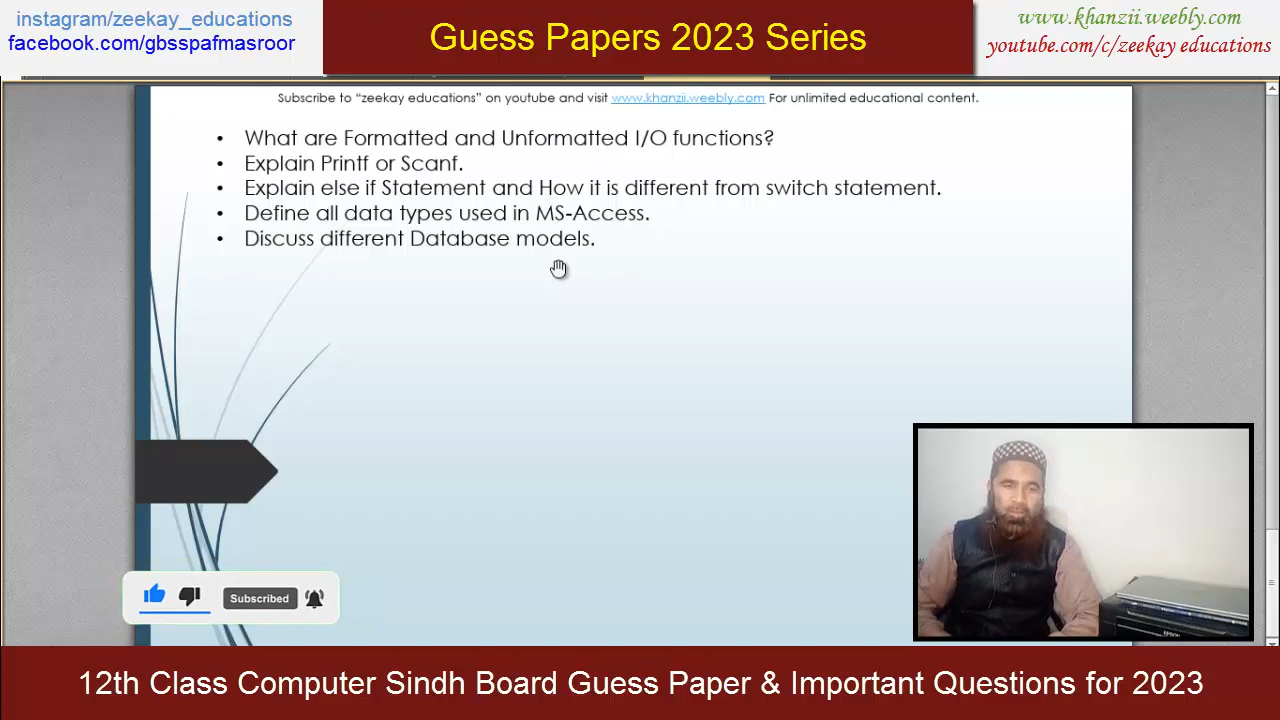 instagram/zeekay_educations
facebook.com/gbsspafmasroor
Guess Papers 2023 Series
www.khanzii.weebly.com
youtube.com/c/zeekay educations
Subscribe to “zeekay educations” on youtube and visit www.khanzii.weebly.com For unlimited educational content.
• What are Formatted and Unformatted I/O functions?
• Explain Printf or Scanf.
• Explain else if Statement and How it is different from switch statement.
• Define all data types used in MS-Access.
• Discuss different Database models.
Subscribed
EPSON
12th Class Computer Sindh Board Guess Paper & Important Questions for 2023